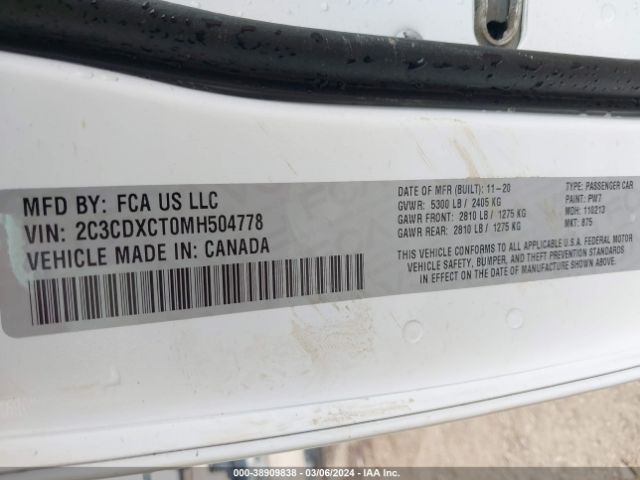 MFD BY: FCA US LLC
VIN: 2C3CDXCT0MH504778
VEHICLE MADE IN: CANADA
DATE OF MFR (BUILT): 11-20
GVWR: 5300 LB / 2405 KG
GAWR FRONT: 2810 LB / 1275 KG
GAWR REAR: 2810 LB / 1275 KG
TYPE: PASSENGER CAR
PAINT: PW7
MDH: 110213
MKT: 875
THIS VEHICLE CONFORMS TO ALL APPLICABLE U.S.A. FEDERAL MOTOR
VEHICLE SAFETY, BUMPER, AND THEFT PREVENTION STANDARDS
IN EFFECT ON THE DATE OF MANUFACTURE SHOWN ABOVE.
000-38909838 - 03/06/2024 - IAA Inc.